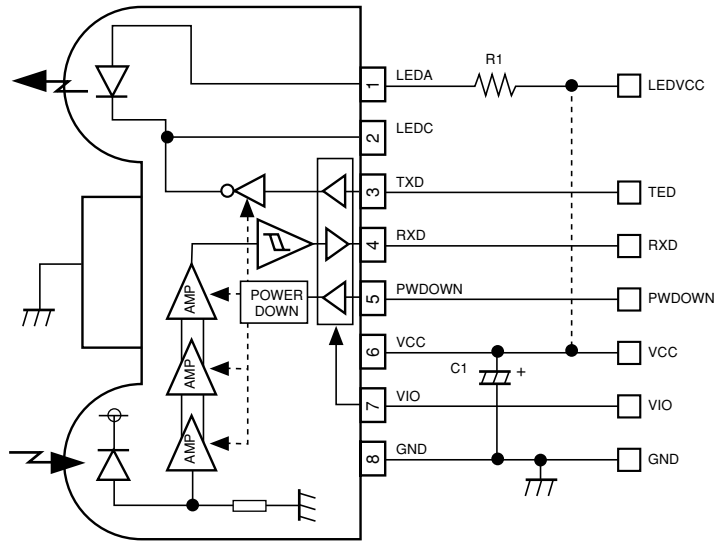 R1
1 LEDA LEDVCC
2 LEDC
3 TXD TED
4 RXD RXD
POWER
DOWN
5 PWDOWN PWDOWN
AMP
6 VCC VCC
C1 +
AMP
7 VIO VIO
AMP
8 GND GND